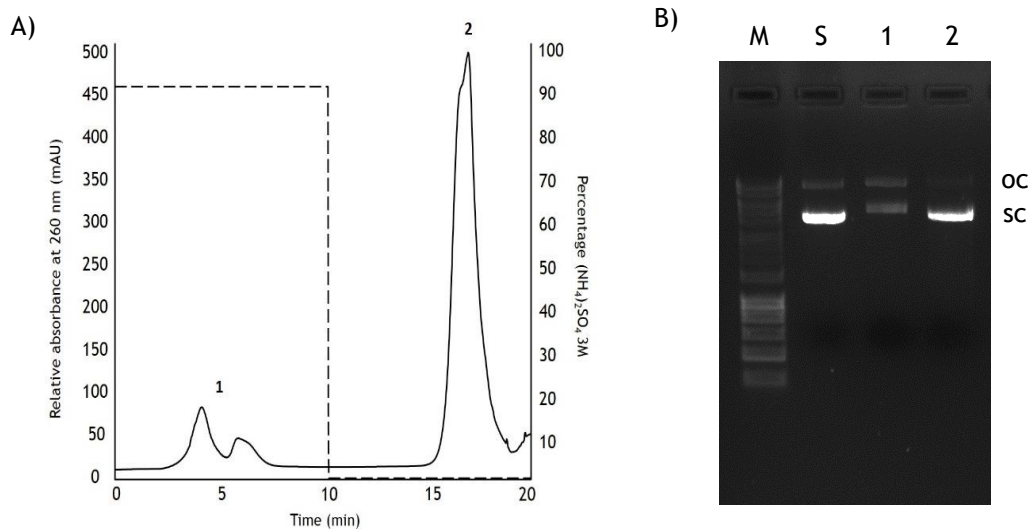 A)
1
2
500
450
400
350
300
250
200
150
100
50
0
Relative absorbance at 260 nm (mAU)
100
90
80
70
60
50
40
30
20
10
Percentage (NH₄)₂SO₄ 3M
0 5 10 15 20
Time (min)
B)
M S 1 2
OC
SC